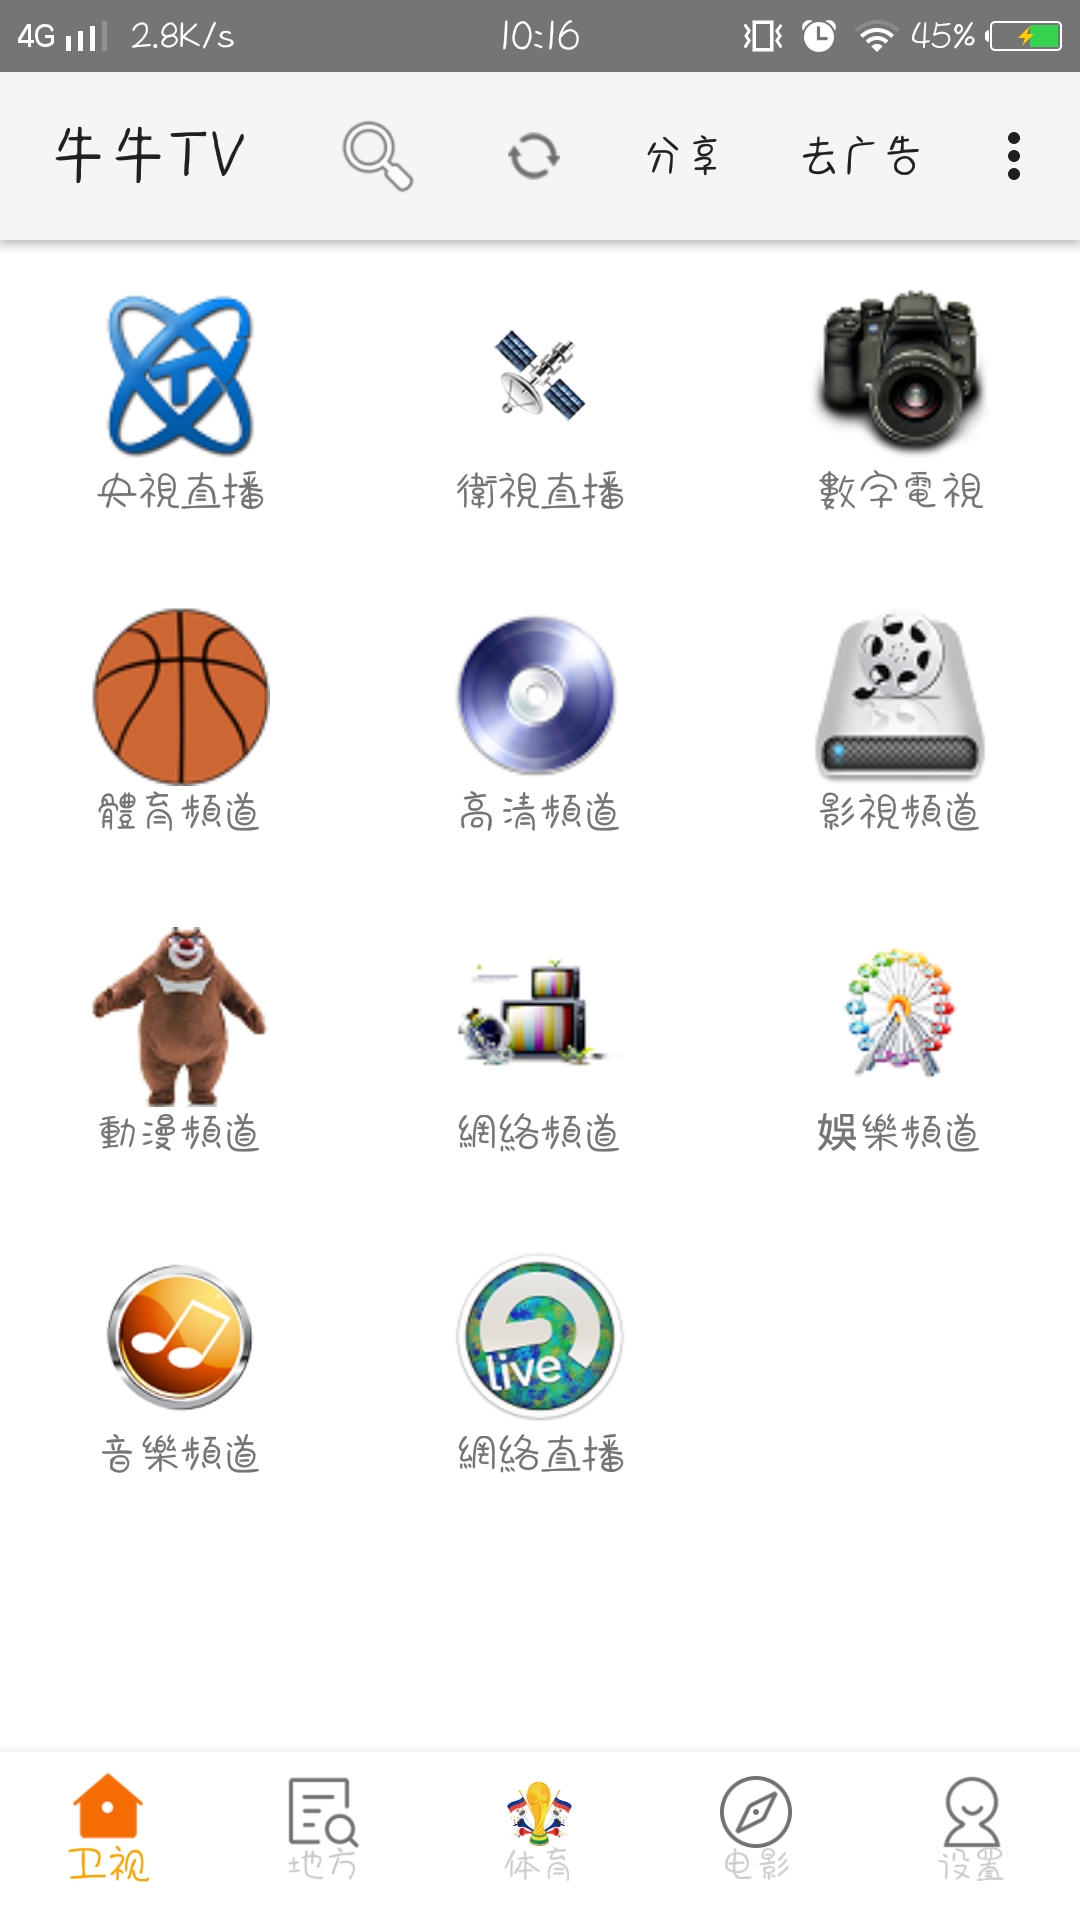 4G 2.8K/s 10:16 45%
牛牛TV 分享 去广告
央視直播 衛視直播 數字電視
體育頻道 高清頻道 影視頻道
動漫頻道 網絡頻道 娛樂頻道
live
音樂頻道 網絡直播
卫视 地方 体育 电影 设置